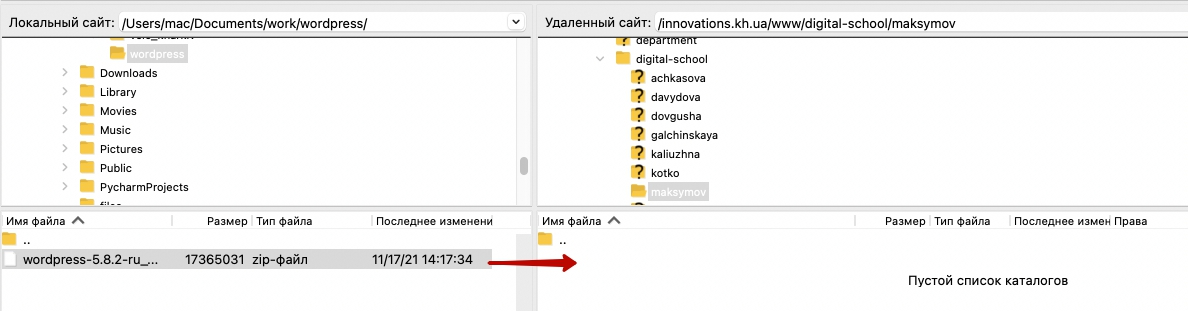 Локальный сайт: /Users/mac/Documents/work/wordpress/
wordpress
Downloads
Library
Movies
Music
Pictures
Public
PycharmProjects
Имя файла Размер Тип файла Последнее изменени
..
wordpress-5.8.2-ru_... 17365031 zip-файл 11/17/21 14:17:34
Удаленный сайт: /innovations.kh.ua/www/digital-school/maksymov
department
digital-school
achkasova
davydova
dovgusha
galchinskaya
kaliuzhna
kotko
maksymov
Имя файла Размер Тип файла Последнее измен Права
..
Пустой список каталогов